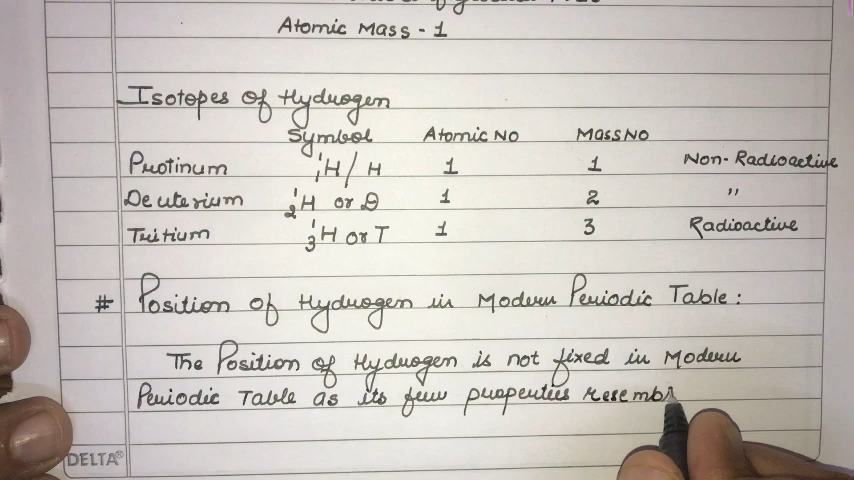 Atomic Mass - 1
Isotopes of Hydrogen
Symbol Atomic No Mass No
Protinum ¹₁H / H 1 1 Non-Radioactive
Deuterium ¹₂H or D 1 2 "
Tritium ¹₃H or T 1 3 Radioactive
# Position of Hydrogen in Modern Periodic Table :
The Position of Hydrogen is not fixed in Modern
Periodic Table as its few properties resemb
DELTA®